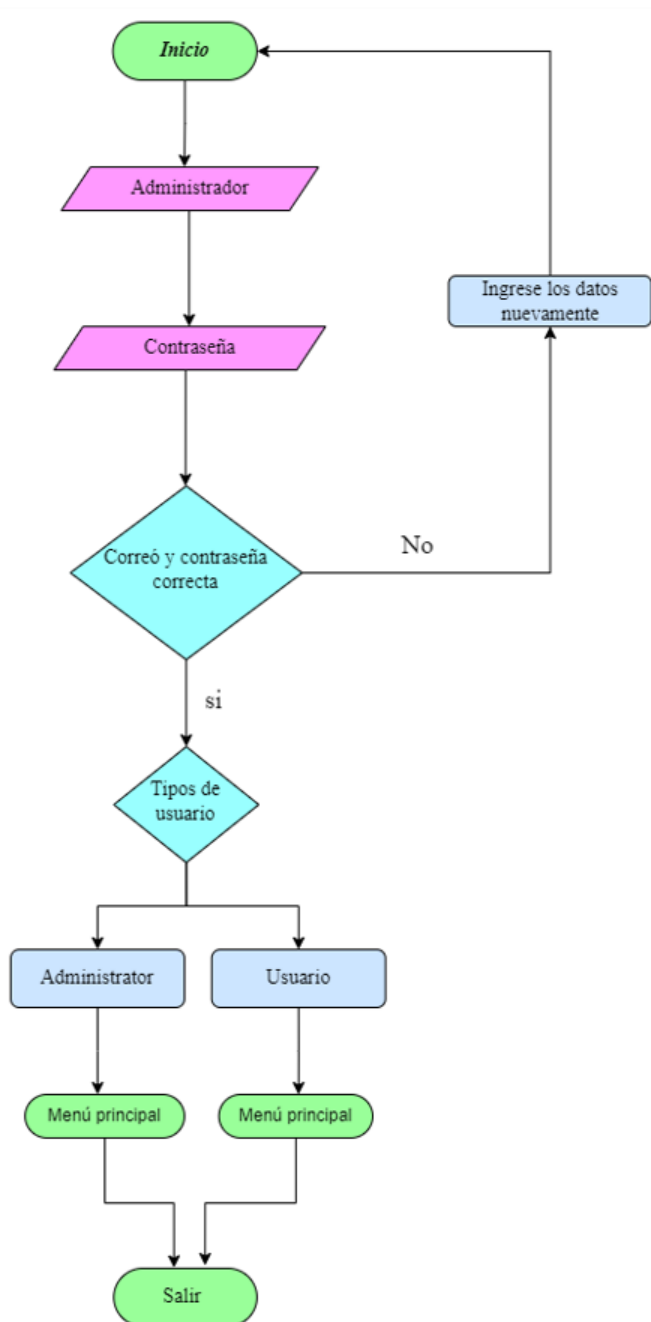 Inicio
Administrador
Ingrese los datos
nuevamente
Contraseña
Correó y contraseña
correcta
No
si
Tipos de
usuario
Administrator
Usuario
Menú principal
Menú principal
Salir